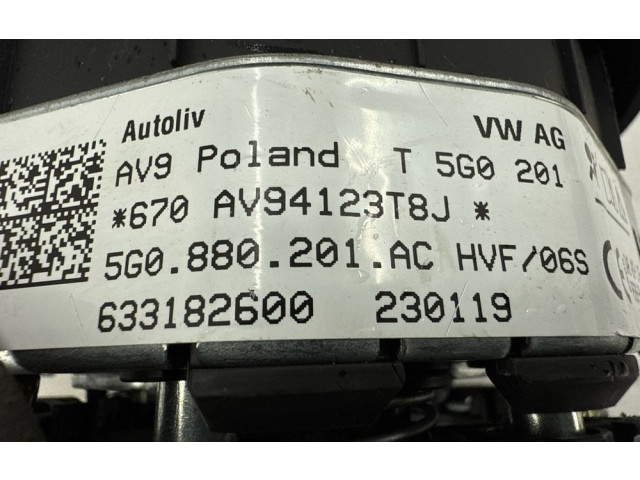 Autoliv VW AG
AV9 Poland T 5G0 201
*670 AV94123T8J *
5G0.880.201.AC HVF/06S
633182600 230119